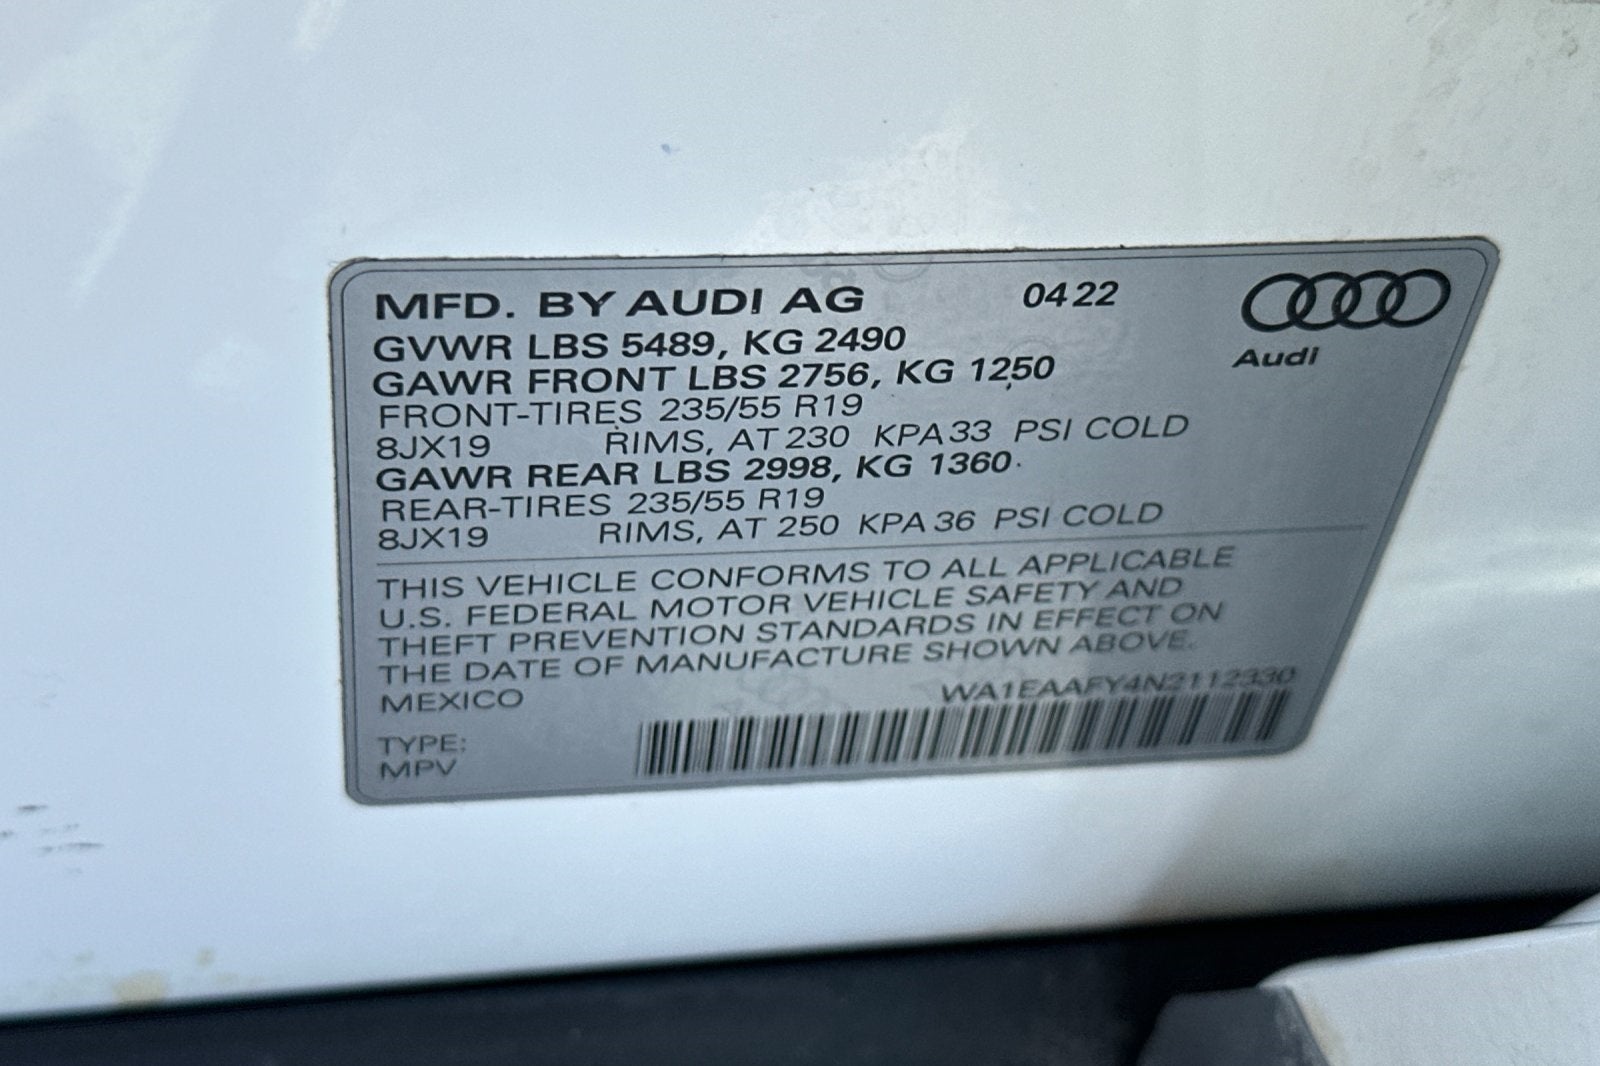 MFD. BY AUDI AG 0422
GVWR LBS 5489, KG 2490
GAWR FRONT LBS 2756, KG 1250
Audi
FRONT-TIRES 235/55 R19
8JX19 RIMS, AT 230 KPA 33 PSI COLD
GAWR REAR LBS 2998, KG 1360
REAR-TIRES 235/55 R19
8JX19 RIMS, AT 250 KPA 36 PSI COLD
THIS VEHICLE CONFORMS TO ALL APPLICABLE
U.S. FEDERAL MOTOR VEHICLE SAFETY AND
THEFT PREVENTION STANDARDS IN EFFECT ON
THE DATE OF MANUFACTURE SHOWN ABOVE.
MEXICO WA1EAAFY4N2112330
TYPE:
MPV